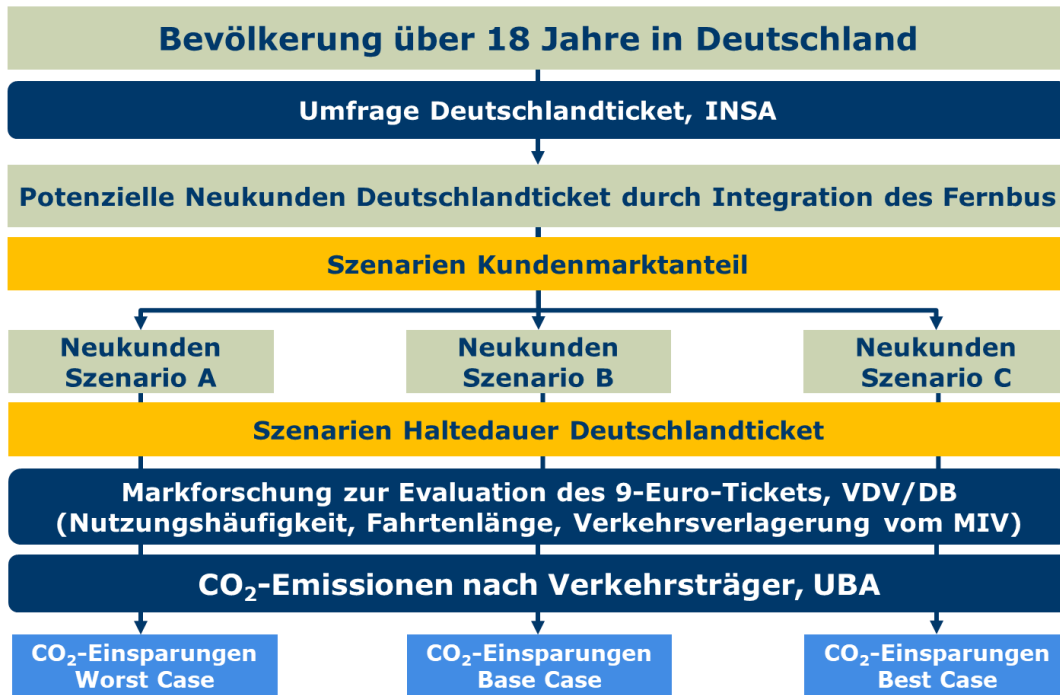 Bevölkerung über 18 Jahre in Deutschland
Umfrage Deutschlandticket, INSA
Potenzielle Neukunden Deutschlandticket durch Integration des Fernbus
Szenarien Kundenmarktanteil
Neukunden
Szenario A
Neukunden
Szenario B
Neukunden
Szenario C
Szenarien Haltedauer Deutschlandticket
Markforschung zur Evaluation des 9-Euro-Tickets, VDV/DB
(Nutzungshäufigkeit, Fahrtenlänge, Verkehrsverlagerung vom MIV)
CO₂-Emissionen nach Verkehrsträger, UBA
CO₂-Einsparungen
Worst Case
CO₂-Einsparungen
Base Case
CO₂-Einsparungen
Best Case